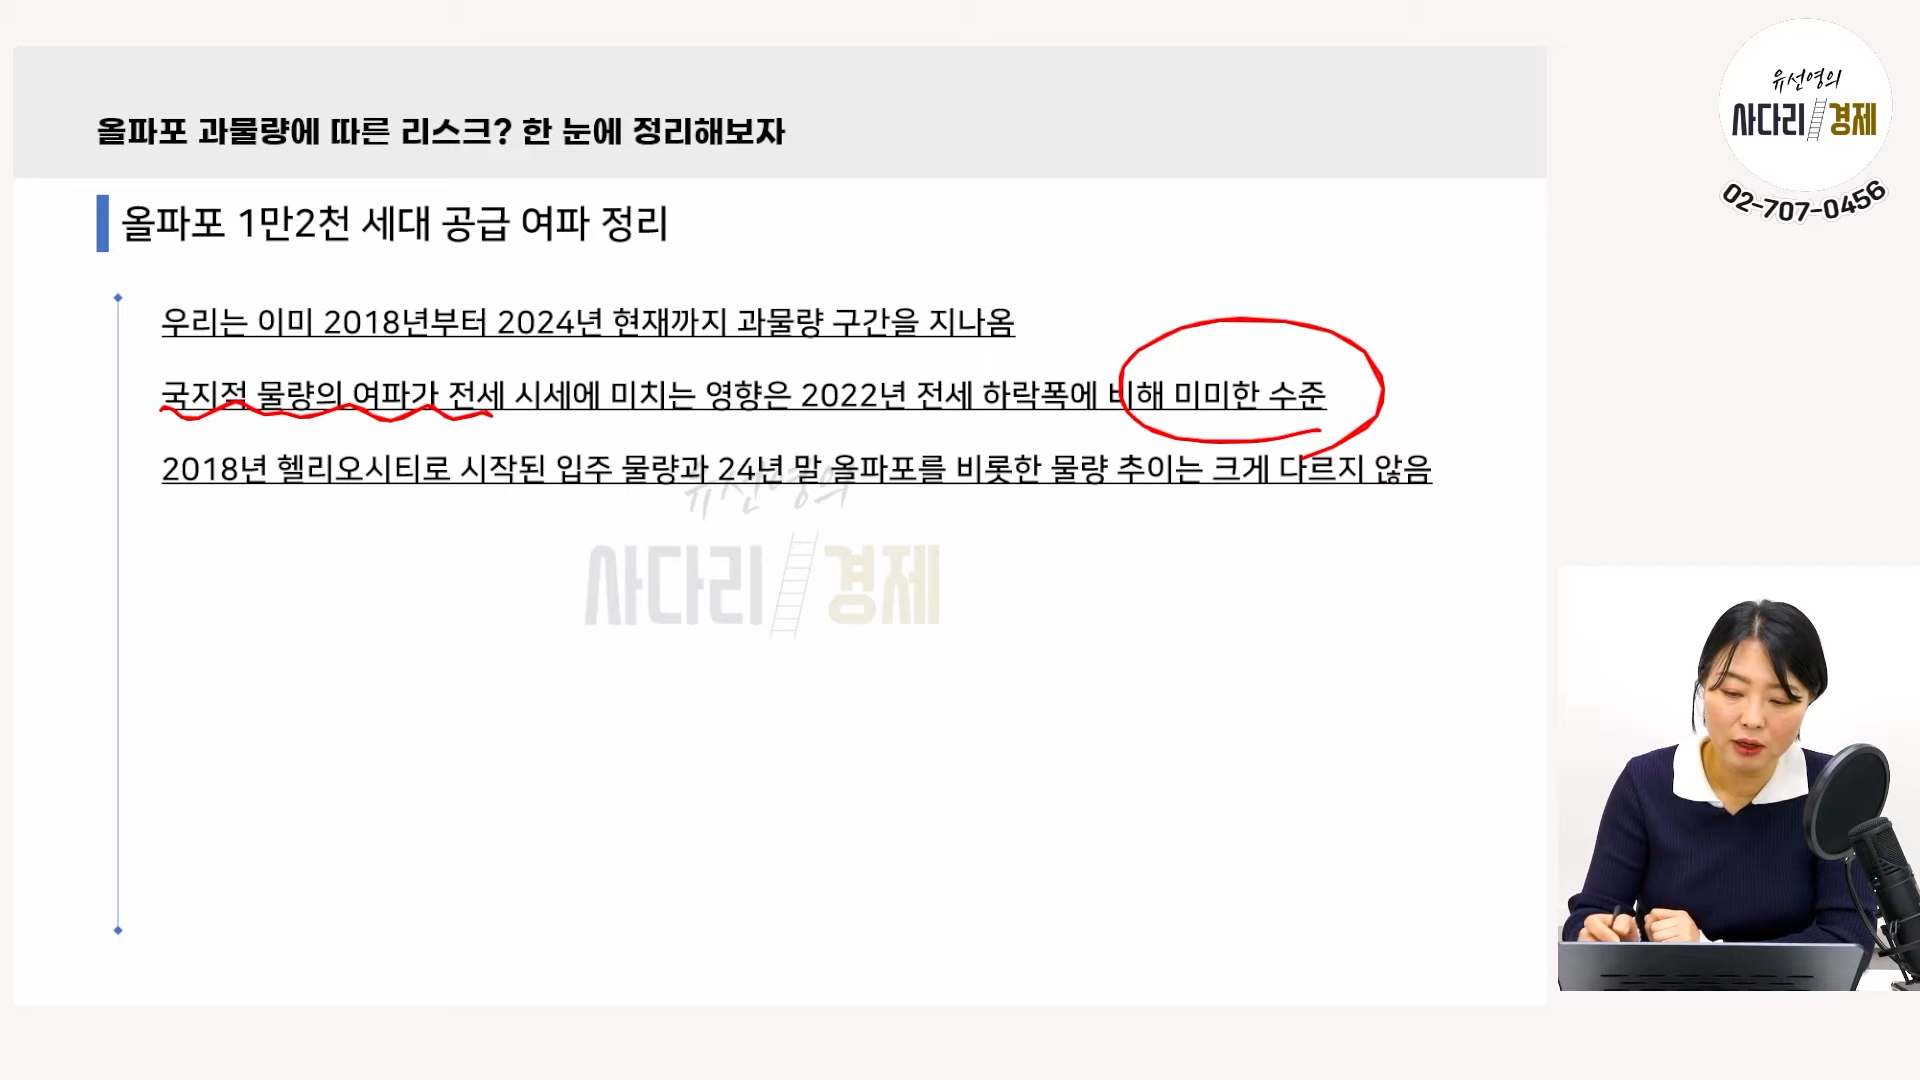 올파포 과물량에 따른 리스크? 한 눈에 정리해보자
유선영의
사다리경제
02-707-0456
올파포 1만2천 세대 공급 여파 정리
우리는 이미 2018년부터 2024년 현재까지 과물량 구간을 지나옴
국지적 물량의 여파가 전세 시세에 미치는 영향은 2022년 전세 하락폭에 비해 미미한 수준
2018년 헬리오시티로 시작된 입주 물량과 24년 말 올파포를 비롯한 물량 추이는 크게 다르지 않음
유선영의
사다리경제